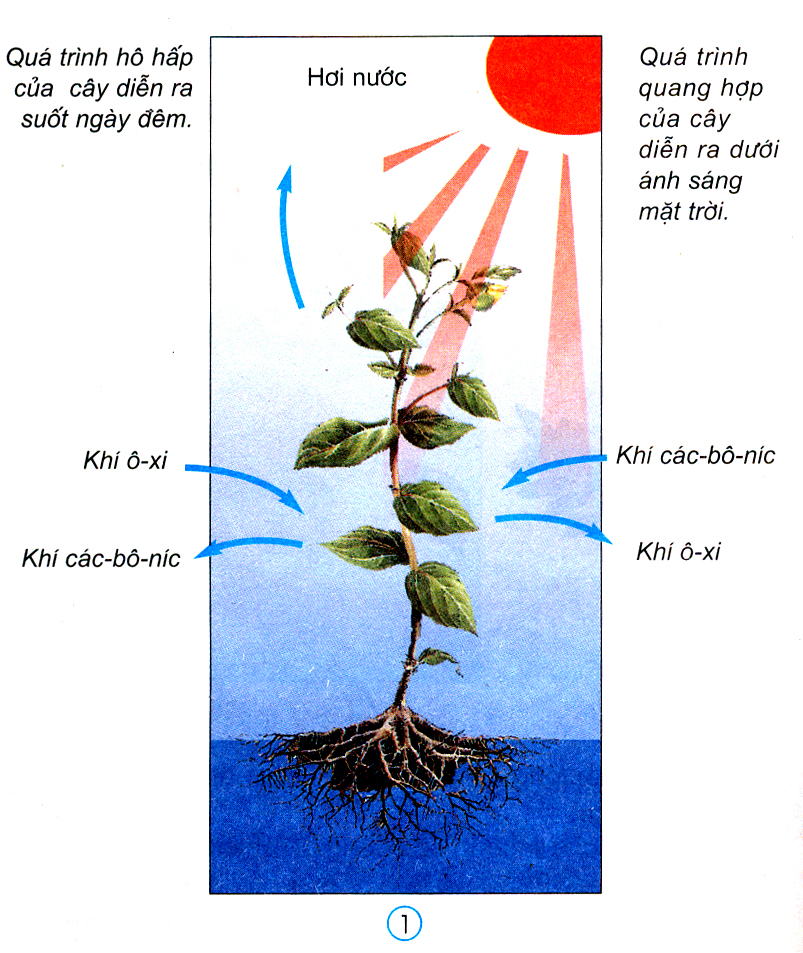 Quá trình hô hấp
của cây diễn ra
suốt ngày đêm.
Hơi nước
Quá trình
quang hợp
của cây
diễn ra dưới
ánh sáng
mặt trời.
Khí ô-xi
Khí các-bô-níc
Khí các-bô-níc
Khí ô-xi
1